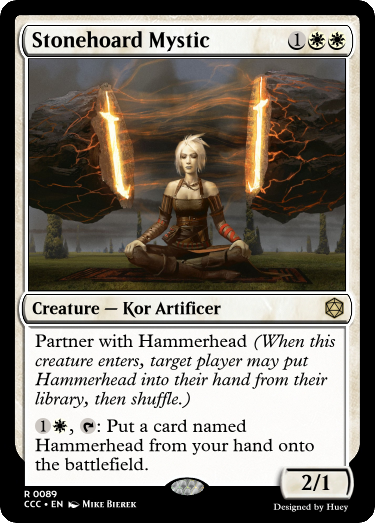 Stonehoard Mystic 1
Creature — Kor Artificer
Partner with Hammerhead (When this
creature enters, target player may put
Hammerhead into their hand from their
library, then shuffle.)
1, : Put a card named
Hammerhead from your hand onto
the battlefield.
2/1
R 0089
CCC • EN Mike Bierek
Designed by Huey